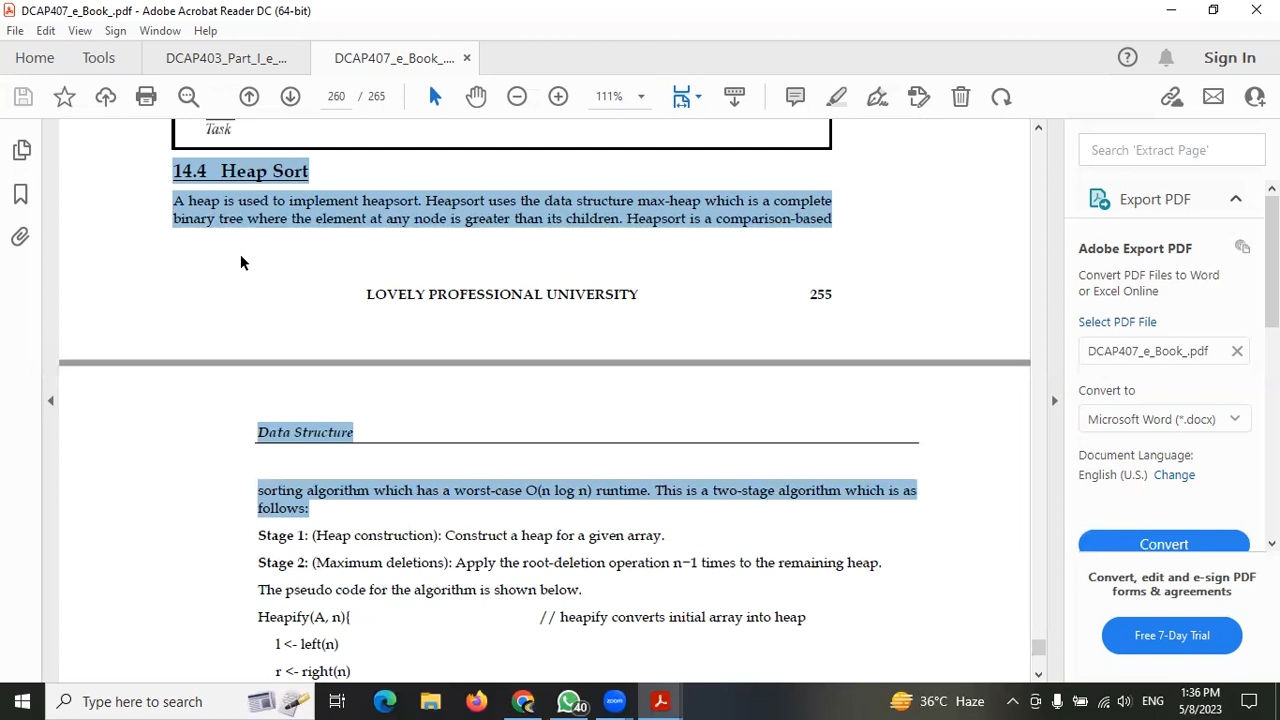 DCAP407_e_Book_.pdf - Adobe Acrobat Reader DC (64-bit)
File Edit View Sign Window Help
Home Tools DCAP403_Part_I_e_... DCAP407_e_Book_.... ×
Sign In
260 / 265 111%
Task
14.4 Heap Sort
A heap is used to implement heapsort. Heapsort uses the data structure max-heap which is a complete
binary tree where the element at any node is greater than its children. Heapsort is a comparison-based
LOVELY PROFESSIONAL UNIVERSITY 255
Data Structure
sorting algorithm which has a worst-case O(n log n) runtime. This is a two-stage algorithm which is as
follows:
Stage 1: (Heap construction): Construct a heap for a given array.
Stage 2: (Maximum deletions): Apply the root-deletion operation n−1 times to the remaining heap.
The pseudo code for the algorithm is shown below.
Heapify(A, n){ // heapify converts initial array into heap
l <- left(n)
r <- right(n)
Search 'Extract Page'
Export PDF
Adobe Export PDF
Convert PDF Files to Word
or Excel Online
Select PDF File
DCAP407_e_Book_.pdf
Convert to
Microsoft Word (*.docx)
Document Language:
English (U.S.) Change
Convert
Convert, edit and e-sign PDF
forms & agreements
Free 7-Day Trial
Type here to search
40
zoom
36°C Haze
ENG
1:36 PM
5/8/2023